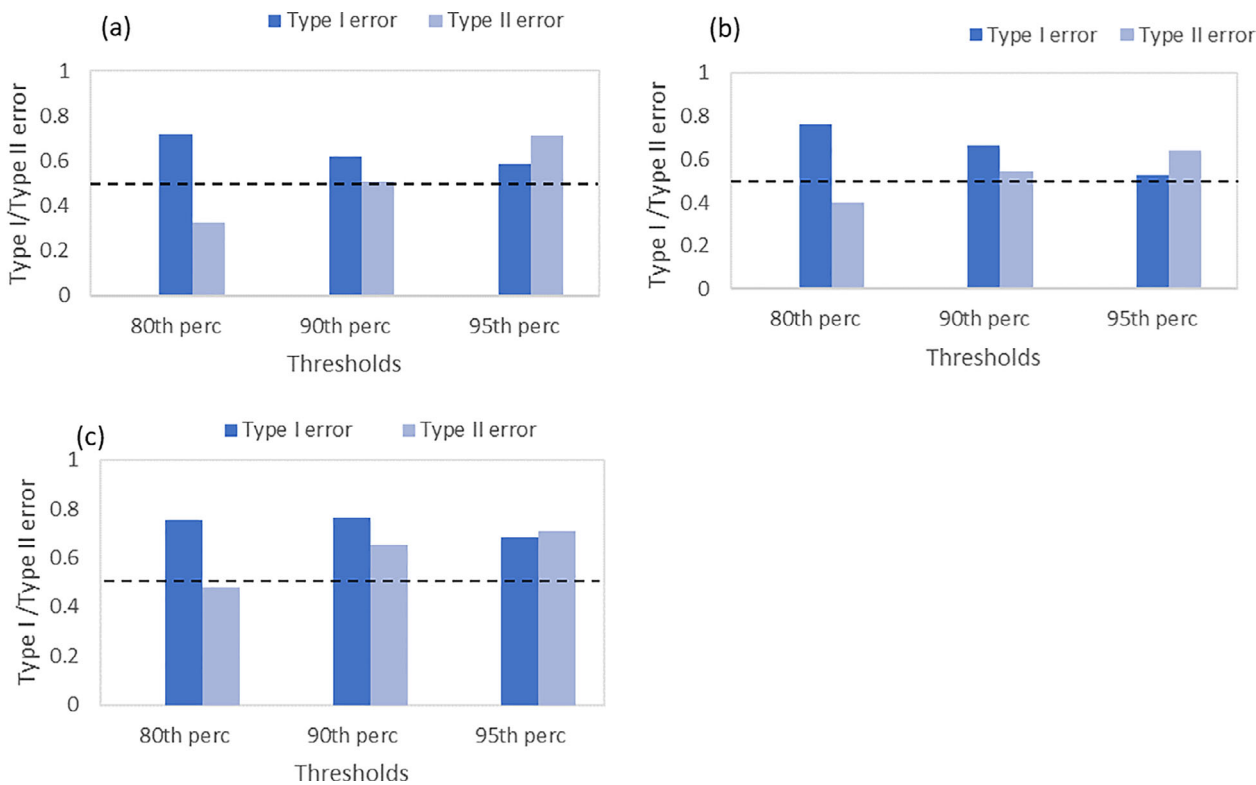 (a)
Type I error Type II error
Type I/Type II error
1
0.8
0.6
0.4
0.2
0
80th perc 90th perc 95th perc
Thresholds
(b)
Type I error Type II error
Type I /Type II error
1
0.8
0.6
0.4
0.2
0
80th perc 90th perc 95th perc
Thresholds
(c)
Type I error Type II error
Type I /Type II error
1
0.8
0.6
0.4
0.2
0
80th perc 90th perc 95th perc
Thresholds